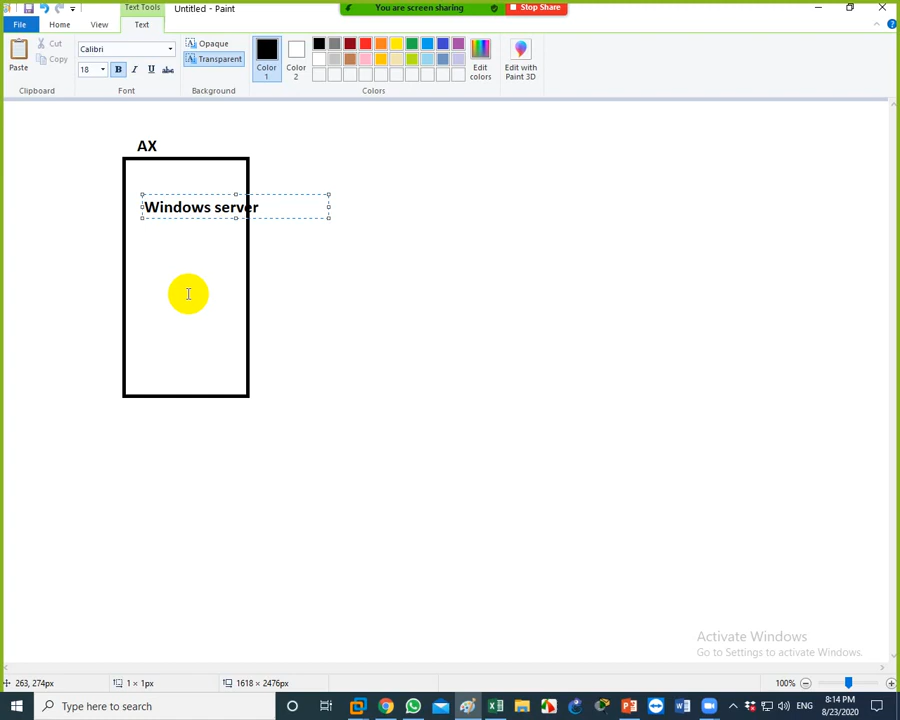 Text Tools
Untitled - Paint
You are screen sharing
Stop Share
File
Home
View
Text
Paste
Cut
Copy
Clipboard
Calibri
18
B
I
U
abc
Font
Opaque
Transparent
Background
Color
1
Color
2
Edit
colors
Colors
Edit with
Paint 3D
AX
Windows server
Activate Windows
Go to Settings to activate Windows.
263, 274px
1 × 1px
1618 × 2476px
100%
Type here to search
ENG
8:14 PM
8/23/2020